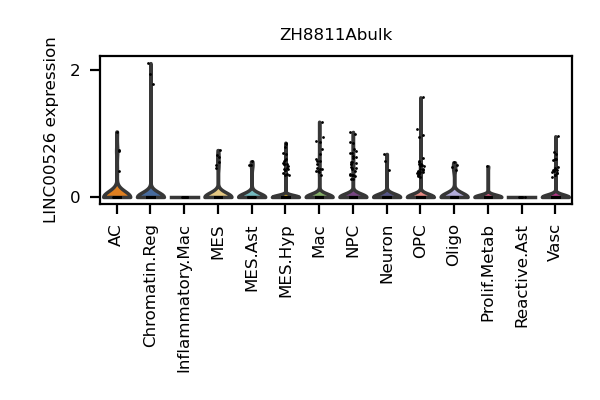 ZH8811Abulk
LINC00526 expression
2
0
AC
Chromatin.Reg
Inflammatory.Mac
MES
MES.Ast
MES.Hyp
Mac
NPC
Neuron
OPC
Oligo
Prolif.Metab
Reactive.Ast
Vasc